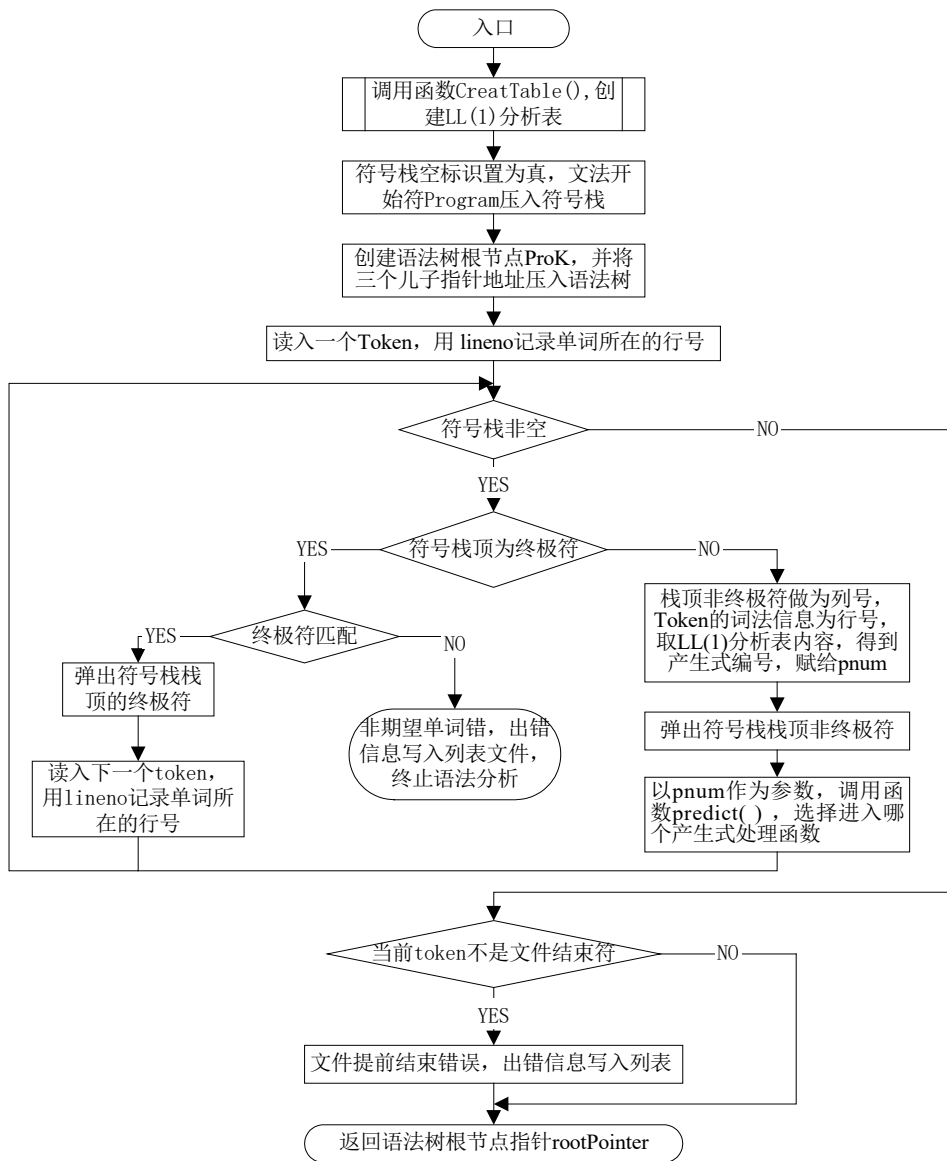 入口
调用函数CreatTable(),创
建LL(1)分析表
符号栈空标识置为真，文法开
始符Program压入符号栈
创建语法树根节点ProK，并将
三个儿子指针地址压入语法树
读入一个Token，用 lineno记录单词所在的行号
符号栈非空
NO
YES
符号栈顶为终极符
YES
NO
终极符匹配
YES
NO
弹出符号栈栈
顶的终极符
读入下一个token，
用lineno记录单词所
在的行号
非期望单词错，出错
信息写入列表文件，
终止语法分析
栈顶非终极符做为列号，
Token的词法信息为行号，
取LL(1)分析表内容，得到
产生式编号，赋给pnum
弹出符号栈栈顶非终极符
以pnum作为参数，调用函
数predict( ) ，选择进入哪
个产生式处理函数
当前token不是文件结束符
NO
YES
文件提前结束错误，出错信息写入列表
返回语法树根节点指针rootPointer